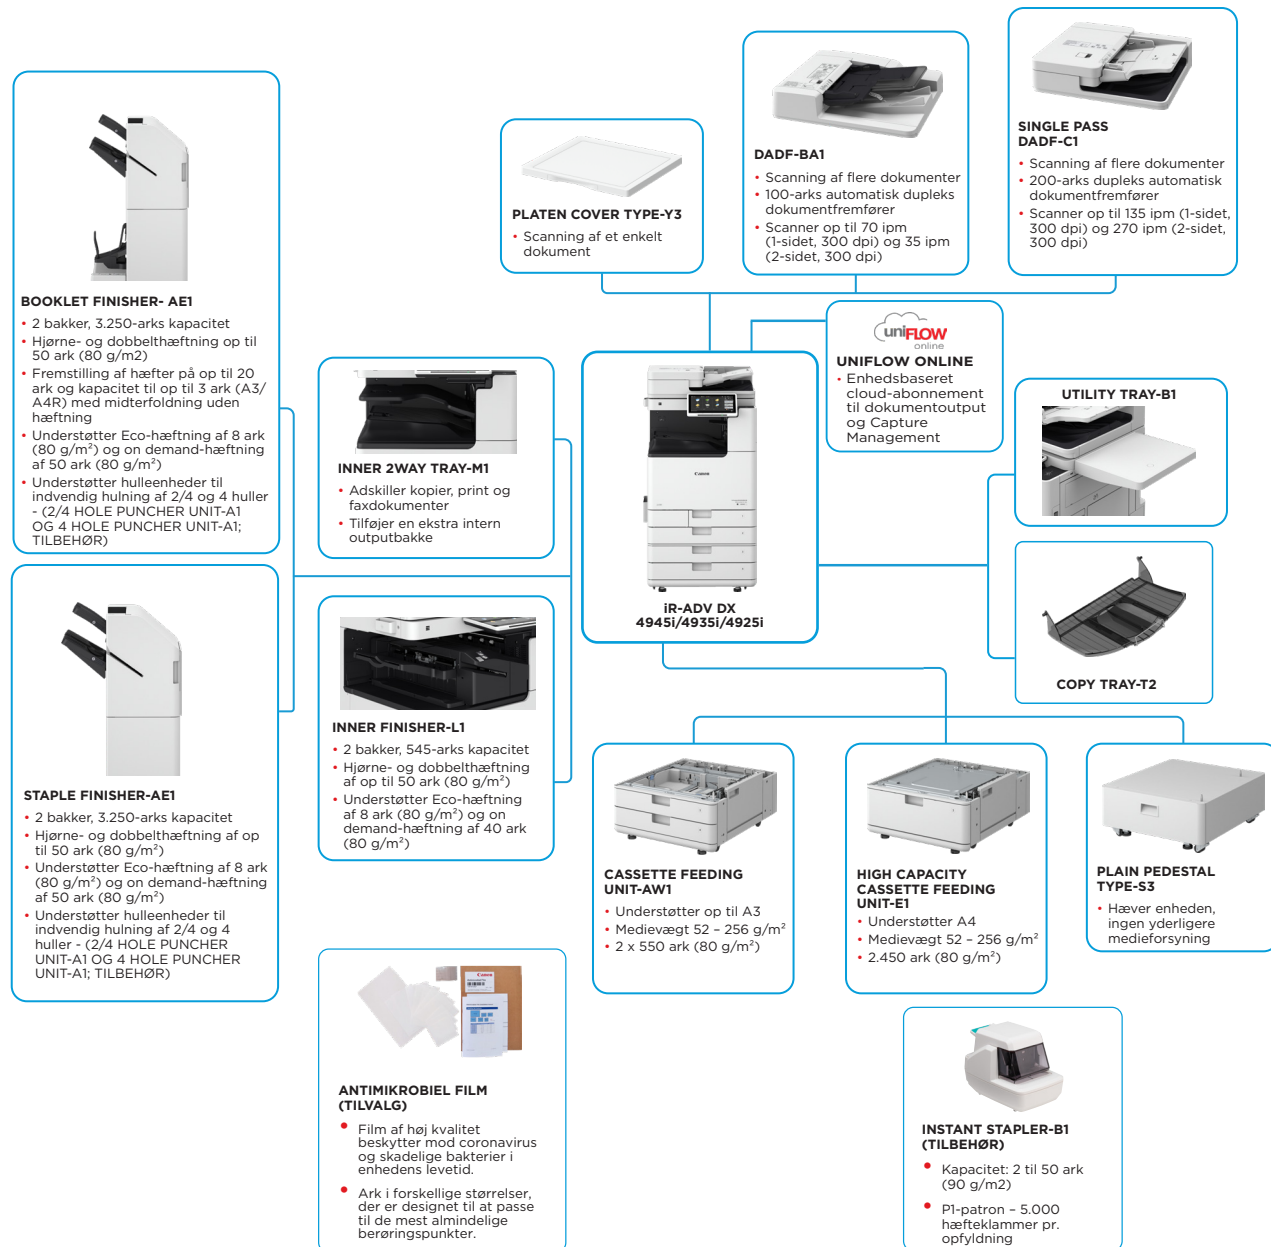 BOOKLET FINISHER- AE1
• 2 bakker, 3.250-arks kapacitet
• Hjørne- og dobbelthæftning op til
50 ark (80 g/m2)
• Fremstilling af hæfter på op til 20
ark og kapacitet til op til 3 ark (A3/
A4R) med midterfoldning uden
hæftning
• Understøtter Eco-hæftning af 8 ark
(80 g/m²) og on demand-hæftning
af 50 ark (80 g/m²)
• Understøtter hulleenheder til
indvendig hulning af 2/4 og 4 huller
- (2/4 HOLE PUNCHER UNIT-A1
OG 4 HOLE PUNCHER UNIT-A1;
TILBEHØR)
STAPLE FINISHER-AE1
• 2 bakker, 3.250-arks kapacitet
• Hjørne- og dobbelthæftning af op
til 50 ark (80 g/m²)
• Understøtter Eco-hæftning af 8 ark
(80 g/m²) og on demand-hæftning
af 50 ark (80 g/m²)
• Understøtter hulleenheder til
indvendig hulning af 2/4 og 4
huller - (2/4 HOLE PUNCHER
UNIT-A1 OG 4 HOLE PUNCHER
UNIT-A1; TILBEHØR)
PLATEN COVER TYPE-Y3
• Scanning af et enkelt
dokument
DADF-BA1
• Scanning af flere dokumenter
• 100-arks automatisk dupleks
dokumentfremfører
• Scanner op til 70 ipm
(1-sidet, 300 dpi) og 35 ipm
(2-sidet, 300 dpi)
SINGLE PASS
DADF-C1
• Scanning af flere dokumenter
• 200-arks dupleks automatisk
dokumentfremfører
• Scanner op til 135 ipm (1-sidet,
300 dpi) og 270 ipm (2-sidet,
300 dpi)
uniFLOW
online
UNIFLOW ONLINE
• Enhedsbaseret
cloud-abonnement
til dokumentoutput
og Capture
Management
INNER 2WAY TRAY-M1
• Adskiller kopier, print og
faxdokumenter
• Tilføjer en ekstra intern
outputbakke
INNER FINISHER-L1
• 2 bakker, 545-arks kapacitet
• Hjørne- og dobbelthæftning
af op til 50 ark (80 g/m²)
• Understøtter Eco-hæftning
af 8 ark (80 g/m²) og on
demand-hæftning af 40 ark
(80 g/m²)
Canon
iR-ADV DX
4945i/4935i/4925i
UTILITY TRAY-B1
COPY TRAY-T2
CASSETTE FEEDING
UNIT-AW1
• Understøtter op til A3
• Medievægt 52 – 256 g/m²
• 2 x 550 ark (80 g/m²)
HIGH CAPACITY
CASSETTE FEEDING
UNIT-E1
• Understøtter A4
• Medievægt 52 – 256 g/m²
• 2.450 ark (80 g/m²)
PLAIN PEDESTAL
TYPE-S3
• Hæver enheden,
ingen yderligere
medieforsyning
Canon
ANTIMIKROBIEL FILM
(TILVALG)
• Film af høj kvalitet
beskytter mod coronavirus
og skadelige bakterier i
enhedens levetid.
• Ark i forskellige størrelser,
der er designet til at passe
til de mest almindelige
berøringspunkter.
INSTANT STAPLER-B1
(TILBEHØR)
• Kapacitet: 2 til 50 ark
(90 g/m2)
• P1-patron – 5.000
hæfteklammer pr.
opfyldning